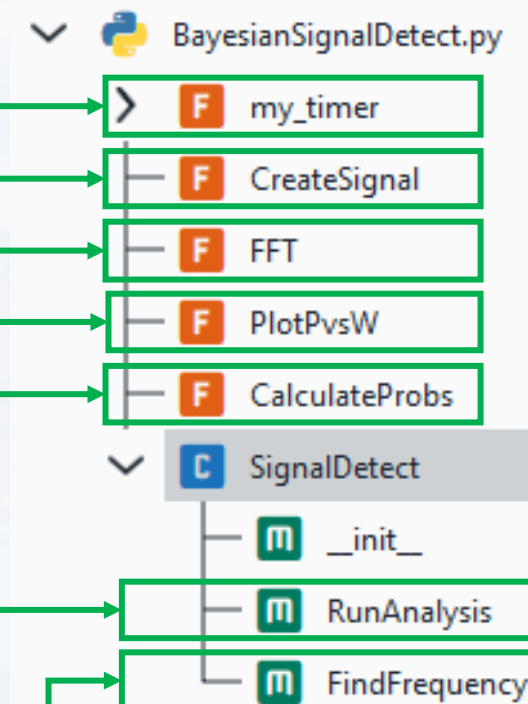 BayesianSignalDetect.py
F my_timer
F CreateSignal
F FFT
F PlotPvsW
F CalculateProbs
C SignalDetect
m __init__
m RunAnalysis
m FindFrequency